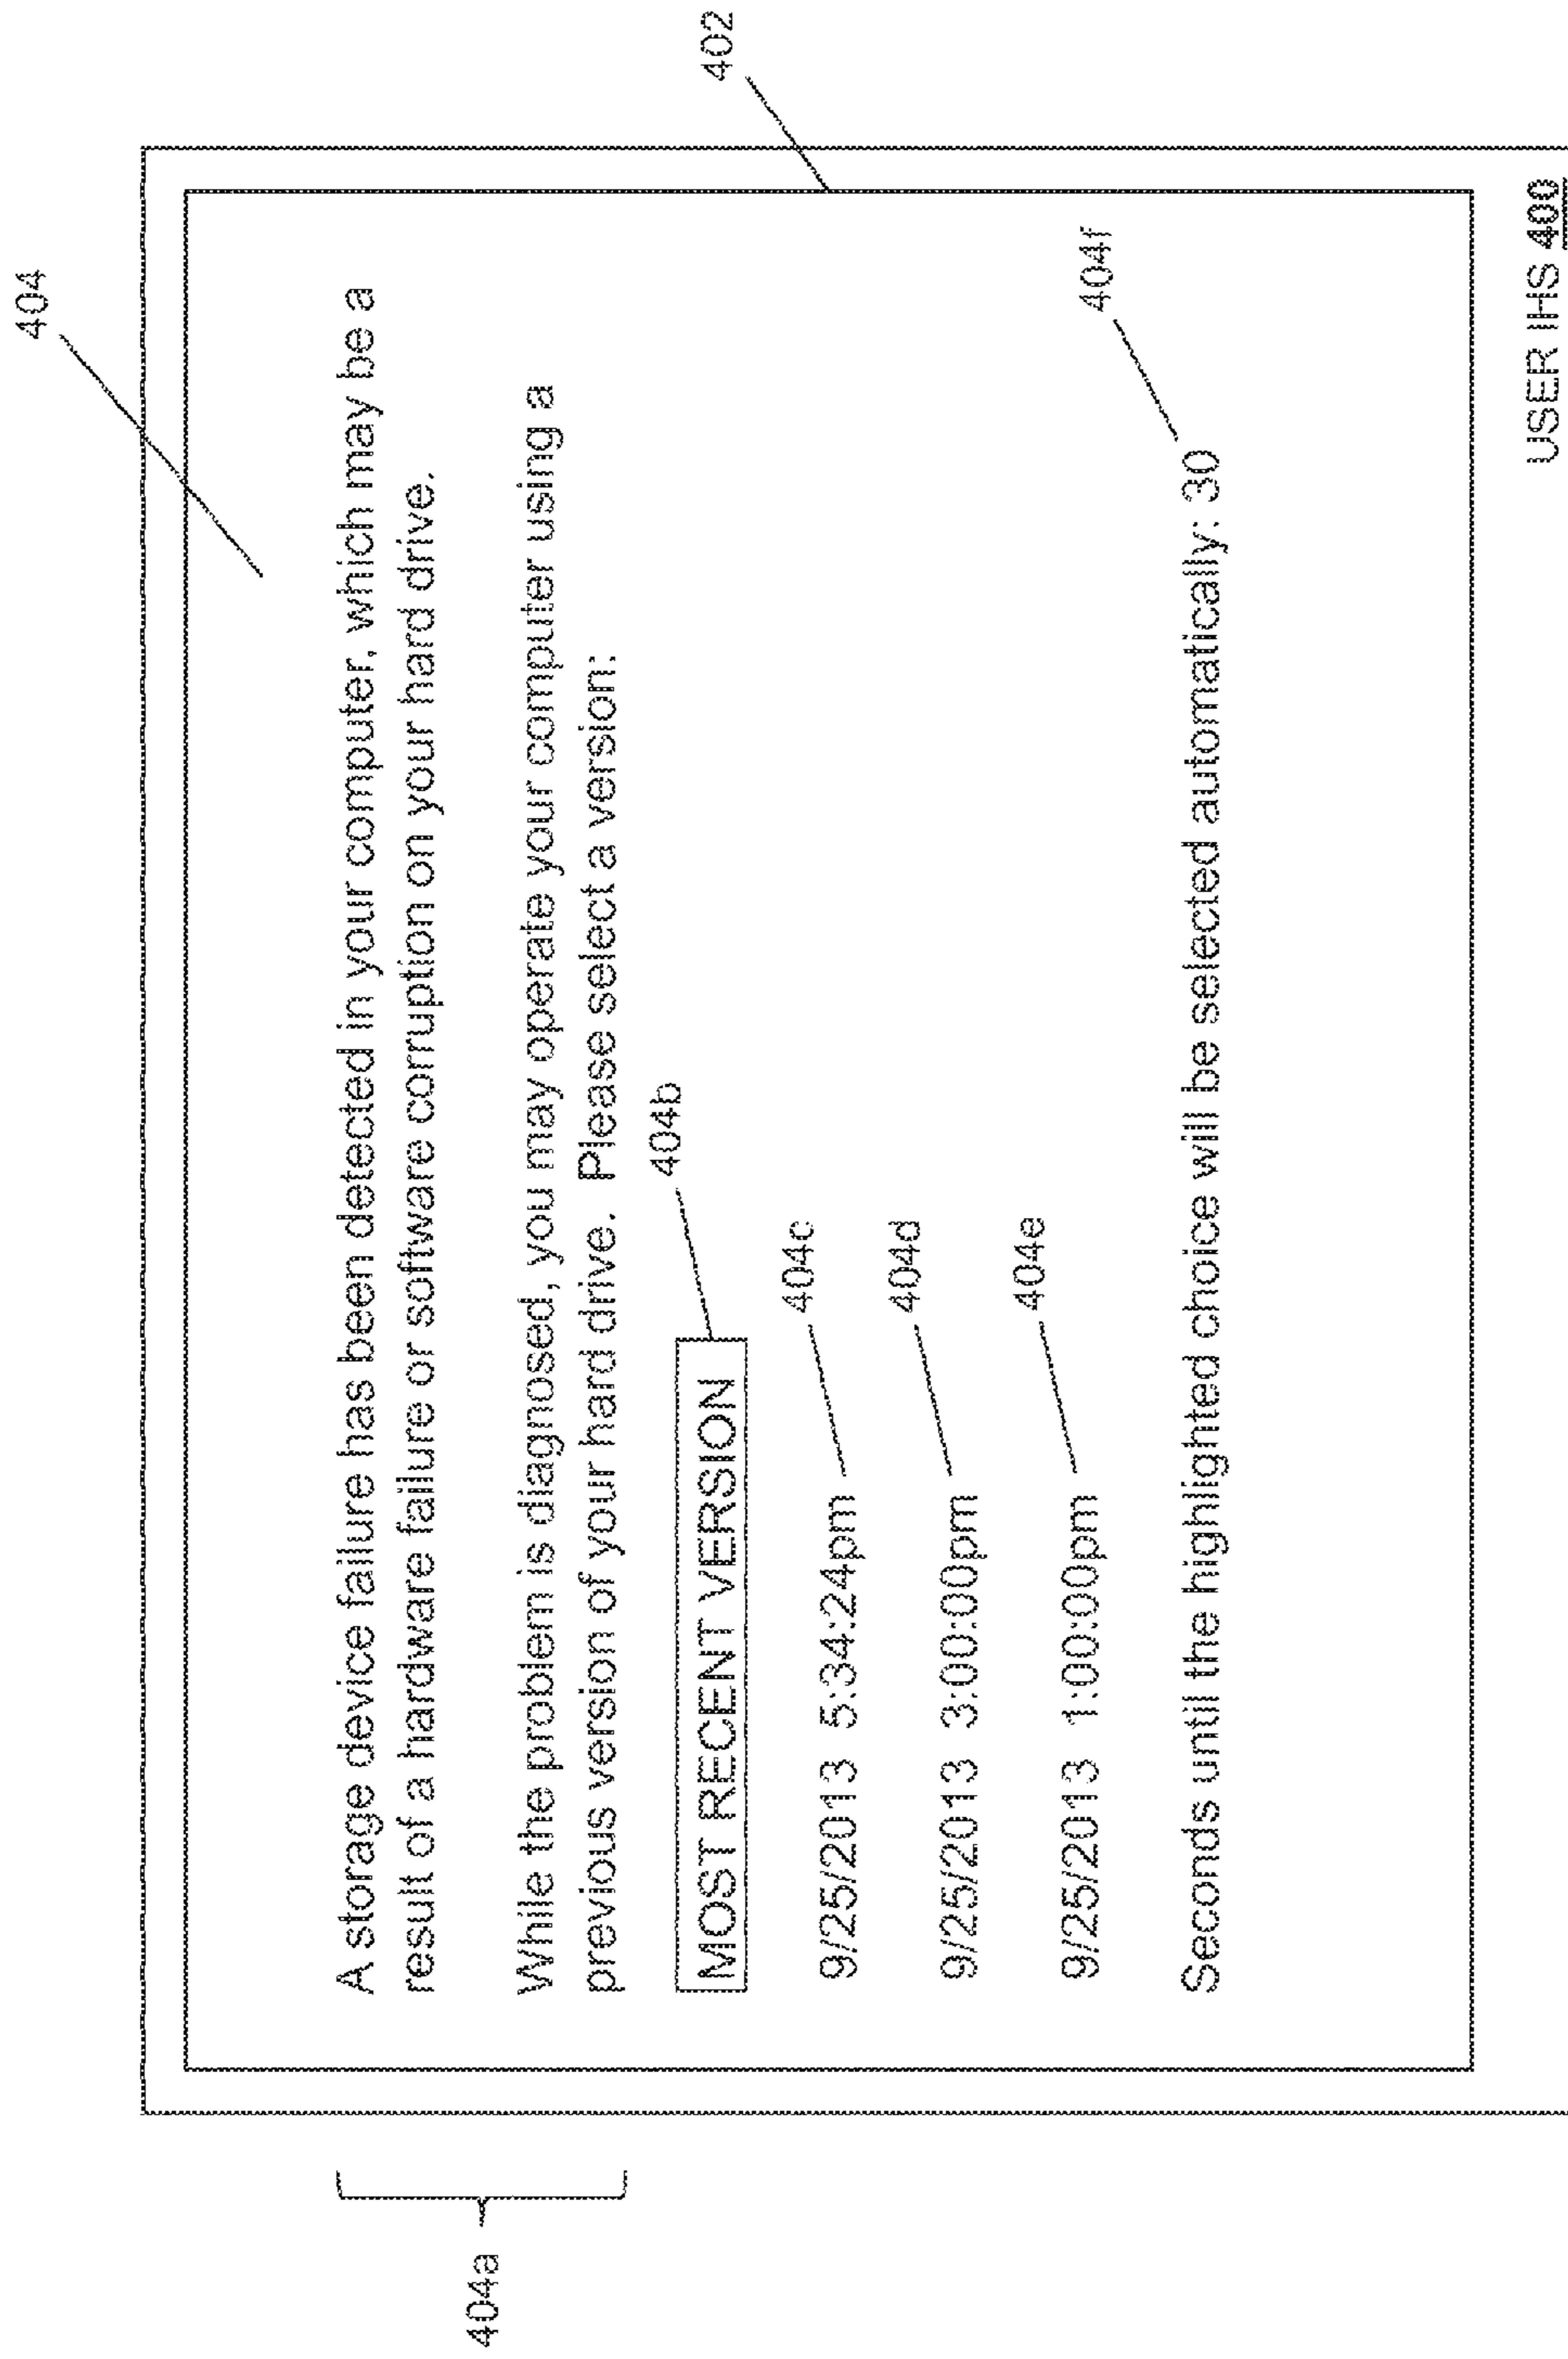 404
A storage device failure has been detected in your computer, which may be a
result of a hardware failure or software corruption on your hard drive.
404a
While the problem is diagnosed, you may operate your computer using a
previous version of your hard drive.  Please select a version:
404b
402
MOST RECENT VERSION
404c
9/25/2013  5:34:24pm
404d
9/25/2013  3:00:00pm
404e
9/25/2013  1:00:00pm
404f
Seconds until the highlighted choice will be selected automatically: 30
USER IHS 400